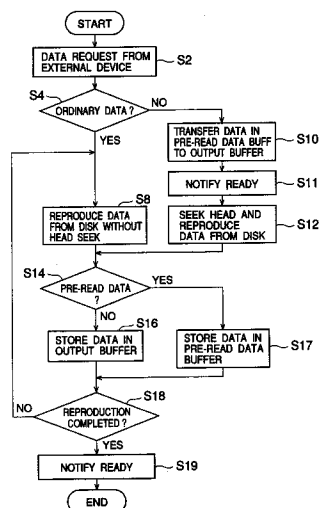 START
DATA REQUEST FROM
EXTERNAL DEVICE
S2
S4
ORDINARY DATA ?
NO
YES
TRANSFER DATA IN
PRE-READ DATA BUFF
TO OUTPUT BUFFER
S10
NOTIFY READY
S11
S8
REPRODUCE DATA
FROM DISK WITHOUT
HEAD SEEK
SEEK HEAD AND
REPRODUCE
DATA FROM DISK
S12
S14
PRE-READ DATA
?
YES
NO
S16
STORE DATA IN
OUTPUT BUFFER
STORE DATA IN
PRE-READ DATA
BUFFER
S17
S18
NO
REPRODUCTION
COMPLETED ?
YES
NOTIFY READY
S19
END